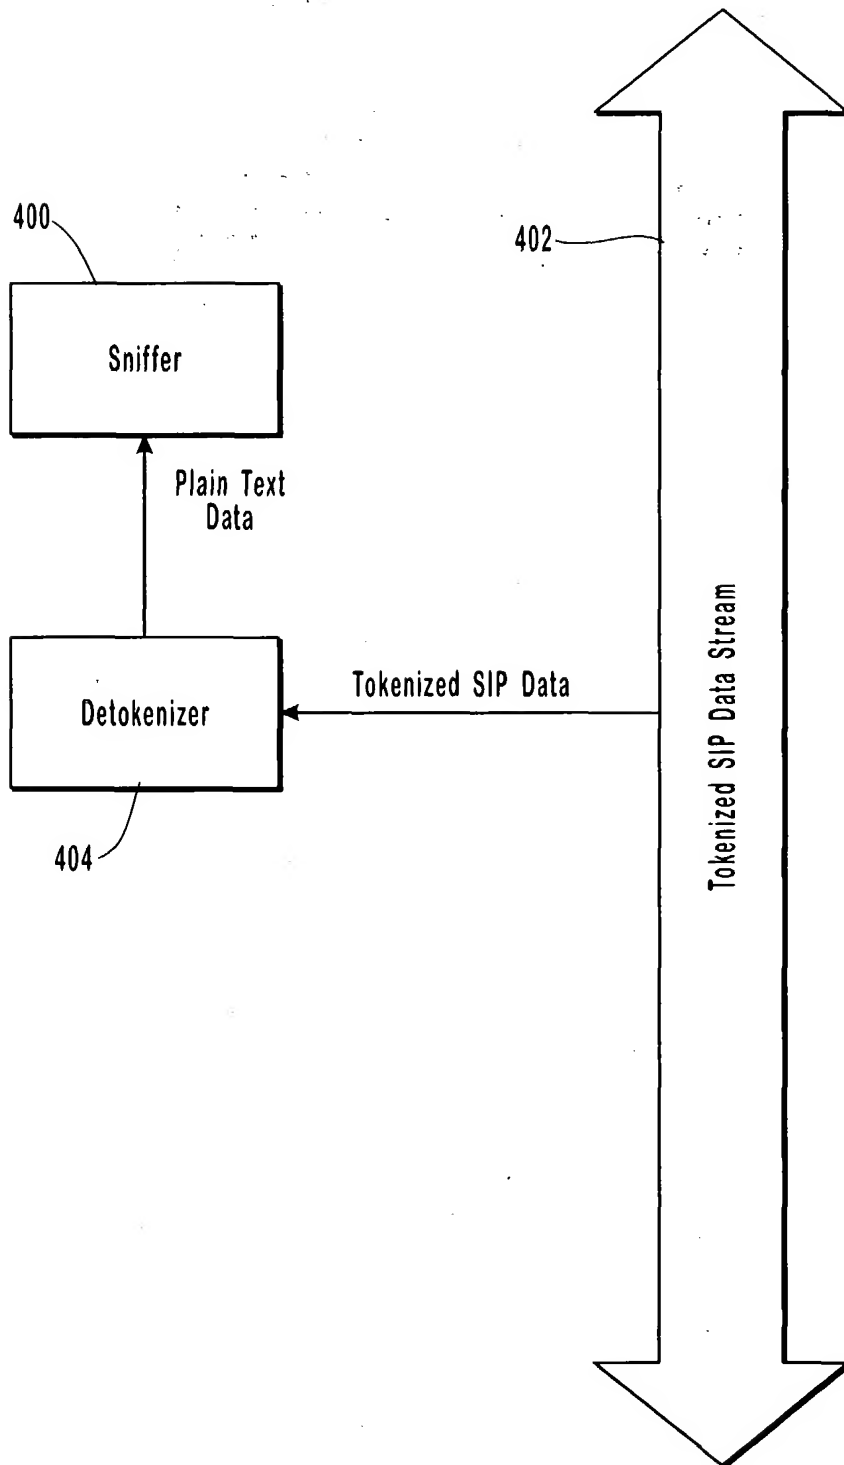 400
402
Sniffer
Plain Text
Data
Tokenized SIP Data
Detokenizer
404
Tokenized SIP Data Stream